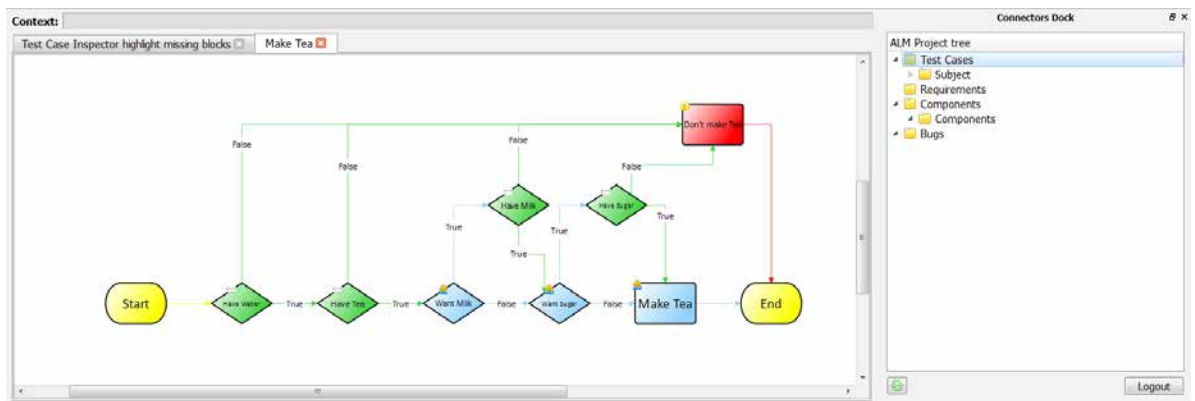 Context:
Test Case Inspector highlight missing blocks
Make Tea
Don't make Tea
False
False
False
False
Have Milk
Have Sugar
True
True
True
True
Start
Have Water
True
Have Tea
True
Want Milk
False
Want Sugar
False
Make Tea
End
Connectors Dock
ALM Project tree
Test Cases
Subject
Requirements
Components
Components
Bugs
Logout